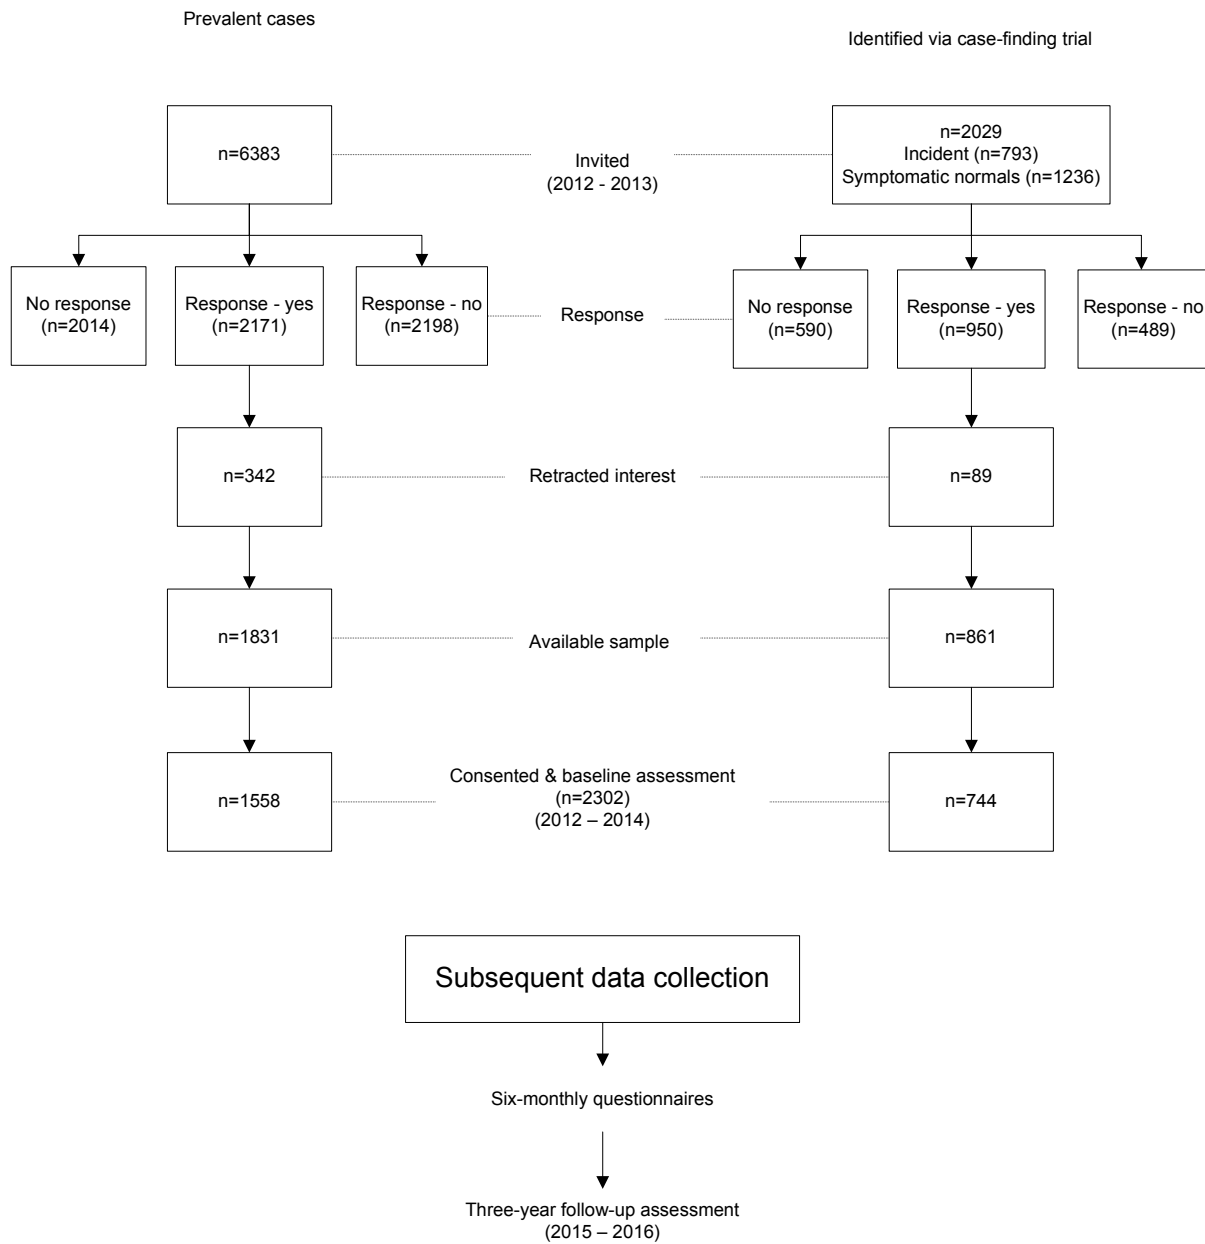 Prevalent cases
Identified via case-finding trial
n=6383
Invited
(2012 - 2013)
n=2029
Incident (n=793)
Symptomatic normals (n=1236)
No response
(n=2014)
Response - yes
(n=2171)
Response - no
(n=2198)
Response
No response
(n=590)
Response - yes
(n=950)
Response - no
(n=489)
n=342
Retracted interest
n=89
n=1831
Available sample
n=861
n=1558
Consented & baseline assessment
(n=2302)
(2012 – 2014)
n=744
Subsequent data collection
Six-monthly questionnaires
Three-year follow-up assessment
(2015 – 2016)